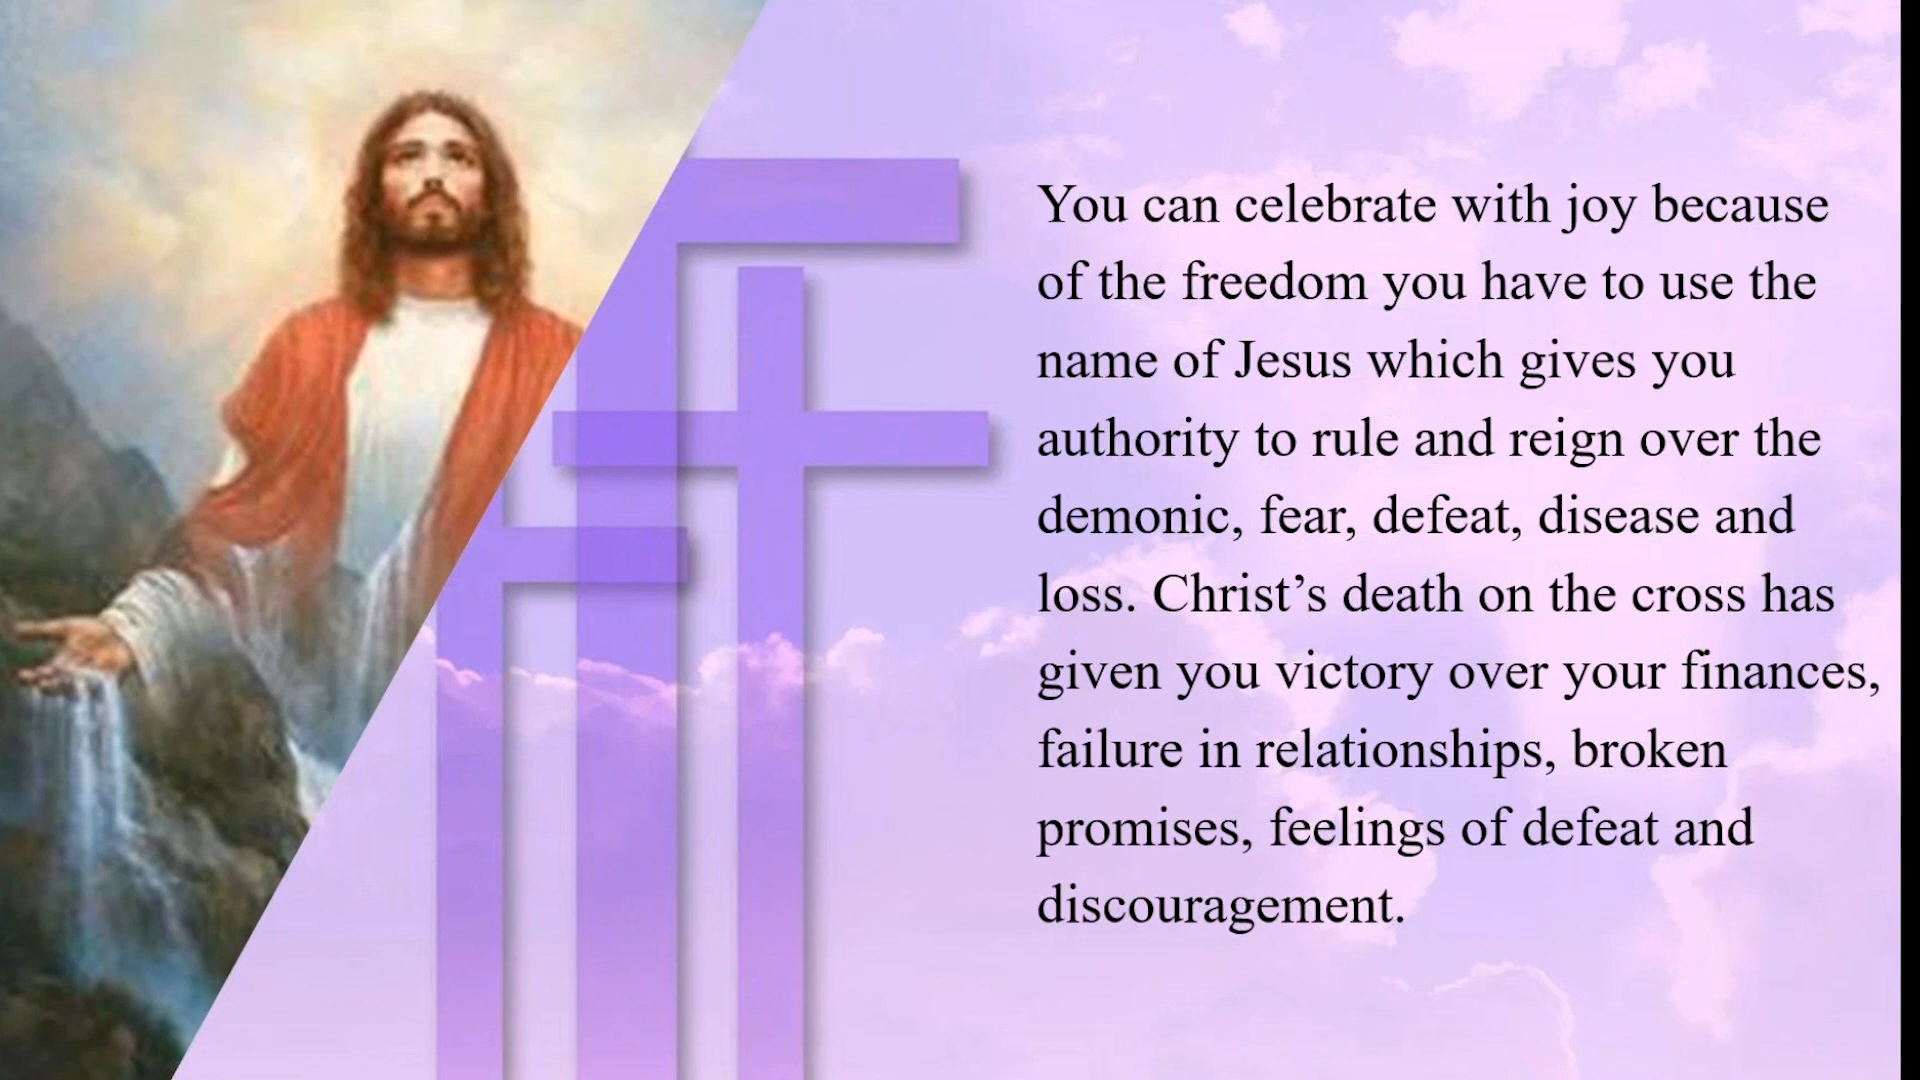 You can celebrate with joy because
of the freedom you have to use the
name of Jesus which gives you
authority to rule and reign over the
demonic, fear, defeat, disease and
loss. Christ’s death on the cross has
given you victory over your finances,
failure in relationships, broken
promises, feelings of defeat and
discouragement.